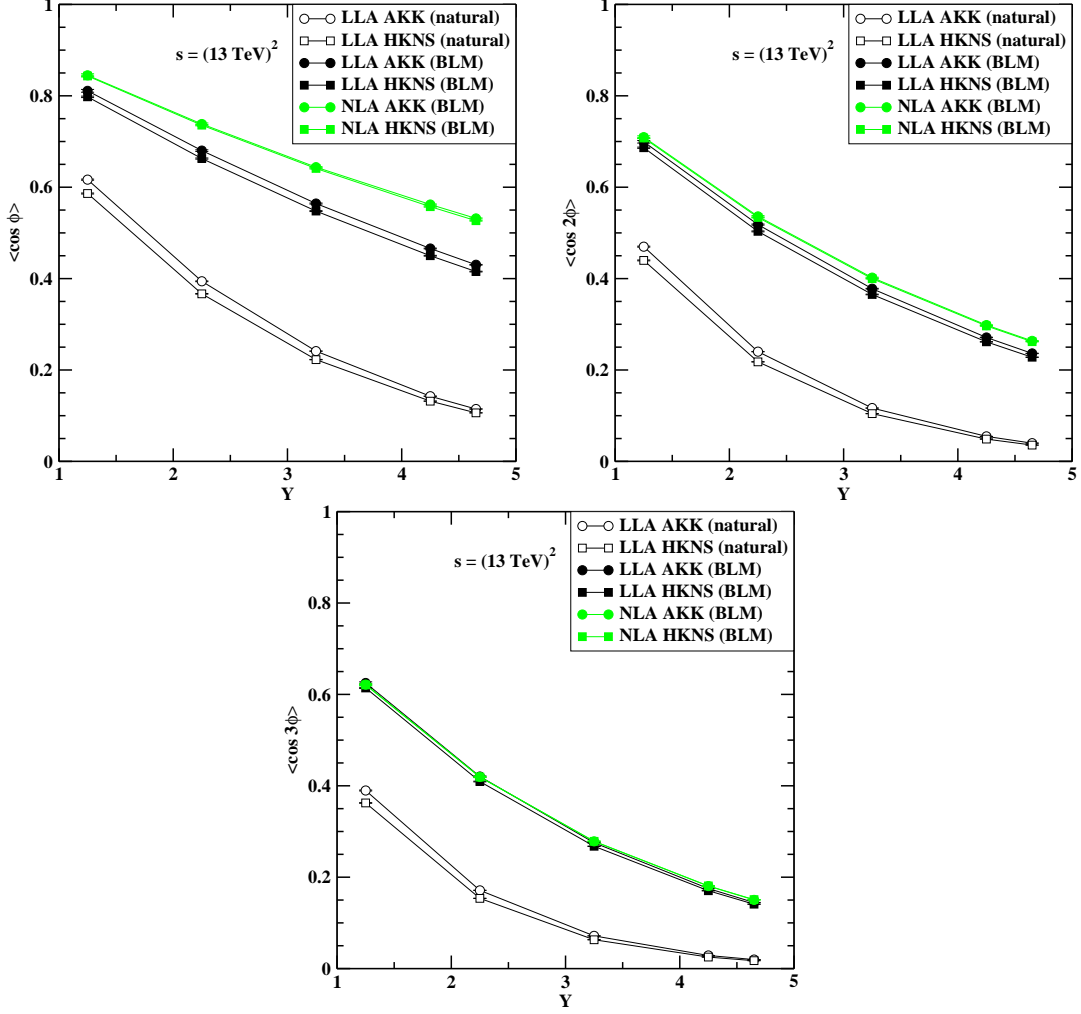 LLA AKK (natural)
LLA HKNS (natural)
LLA AKK (BLM)
LLA HKNS (BLM)
NLA AKK (BLM)
NLA HKNS (BLM)
s = (13 TeV)²
1
0.8
0.6
0.4
0.2
0
<cos ϕ>
1 2 3 4 5
Y
LLA AKK (natural)
LLA HKNS (natural)
LLA AKK (BLM)
LLA HKNS (BLM)
NLA AKK (BLM)
NLA HKNS (BLM)
s = (13 TeV)²
1
0.8
0.6
0.4
0.2
0
<cos 2ϕ>
1 2 3 4 5
Y
LLA AKK (natural)
LLA HKNS (natural)
LLA AKK (BLM)
LLA HKNS (BLM)
NLA AKK (BLM)
NLA HKNS (BLM)
s = (13 TeV)²
1
0.8
0.6
0.4
0.2
0
<cos 3ϕ>
1 2 3 4 5
Y